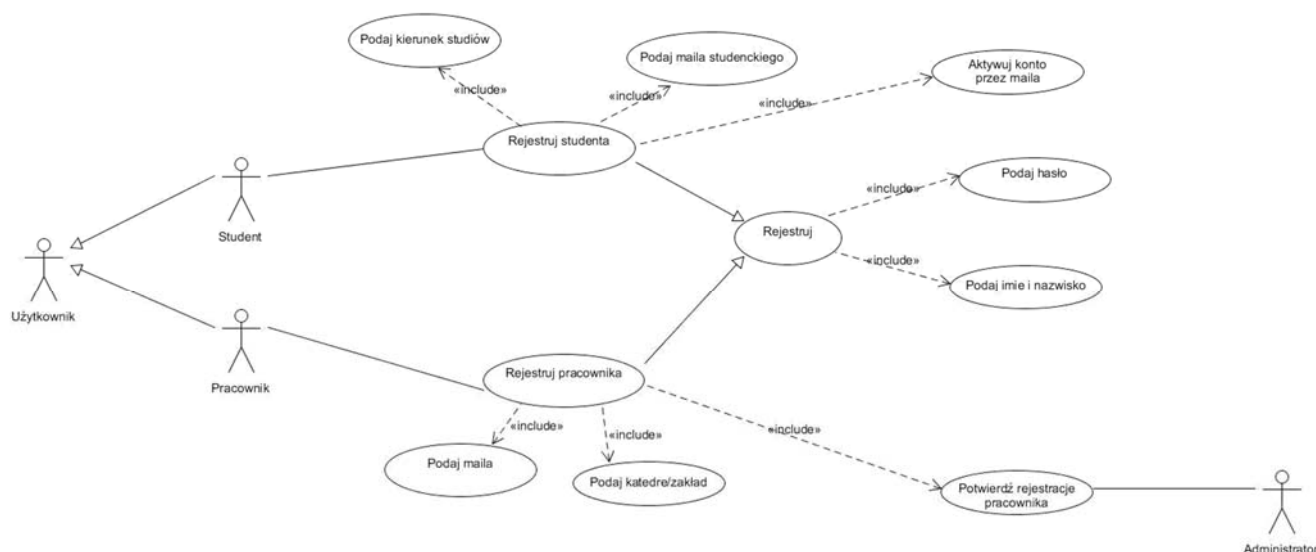 Podaj kierunek studiów
Podaj maila studenckiego
Aktywuj konto
przez maila
«include»
«include»
«include»
Rejestruj studenta
Podaj hasło
«include»
Student
Rejestruj
«include»
Podaj imie i nazwisko
Użytkownik
Rejestruj pracownika
Pracownik
«include»
«include»
«include»
Podaj maila
Podaj katedre/zakład
Potwierdź rejestracje
pracownika
Administrator